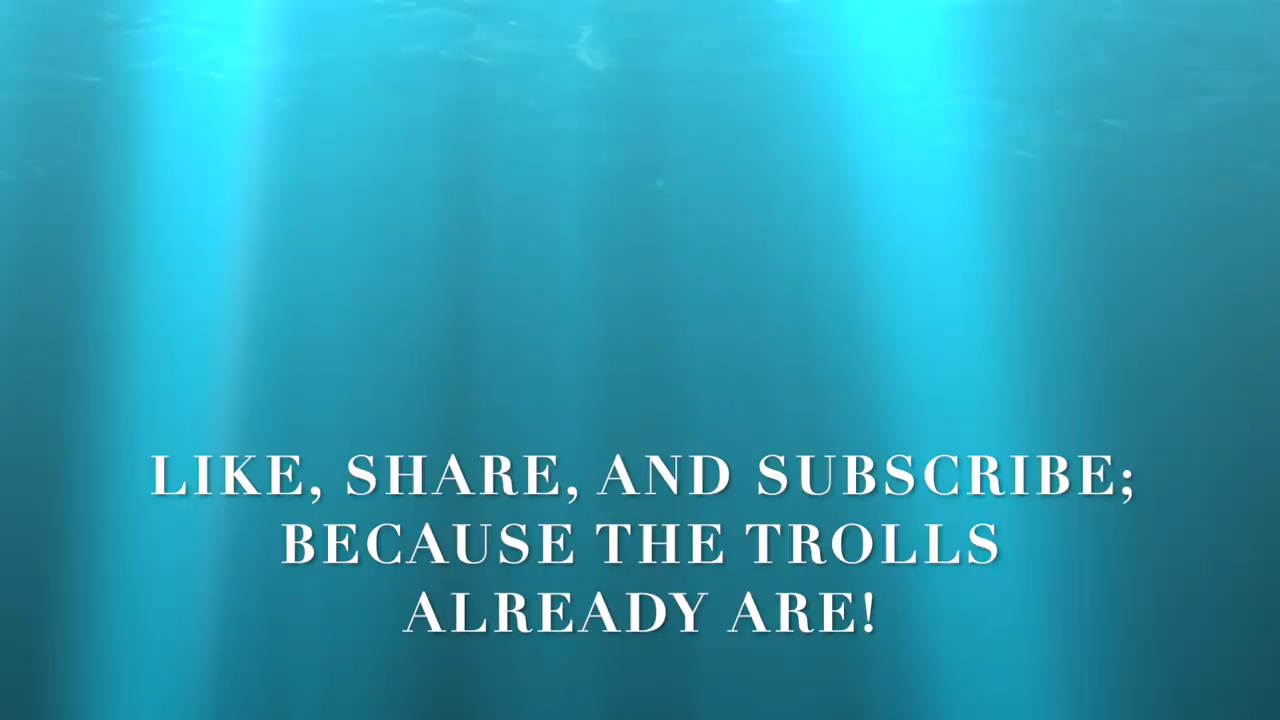 LIKE, SHARE, AND SUBSCRIBE;
BECAUSE THE TROLLS
ALREADY ARE!